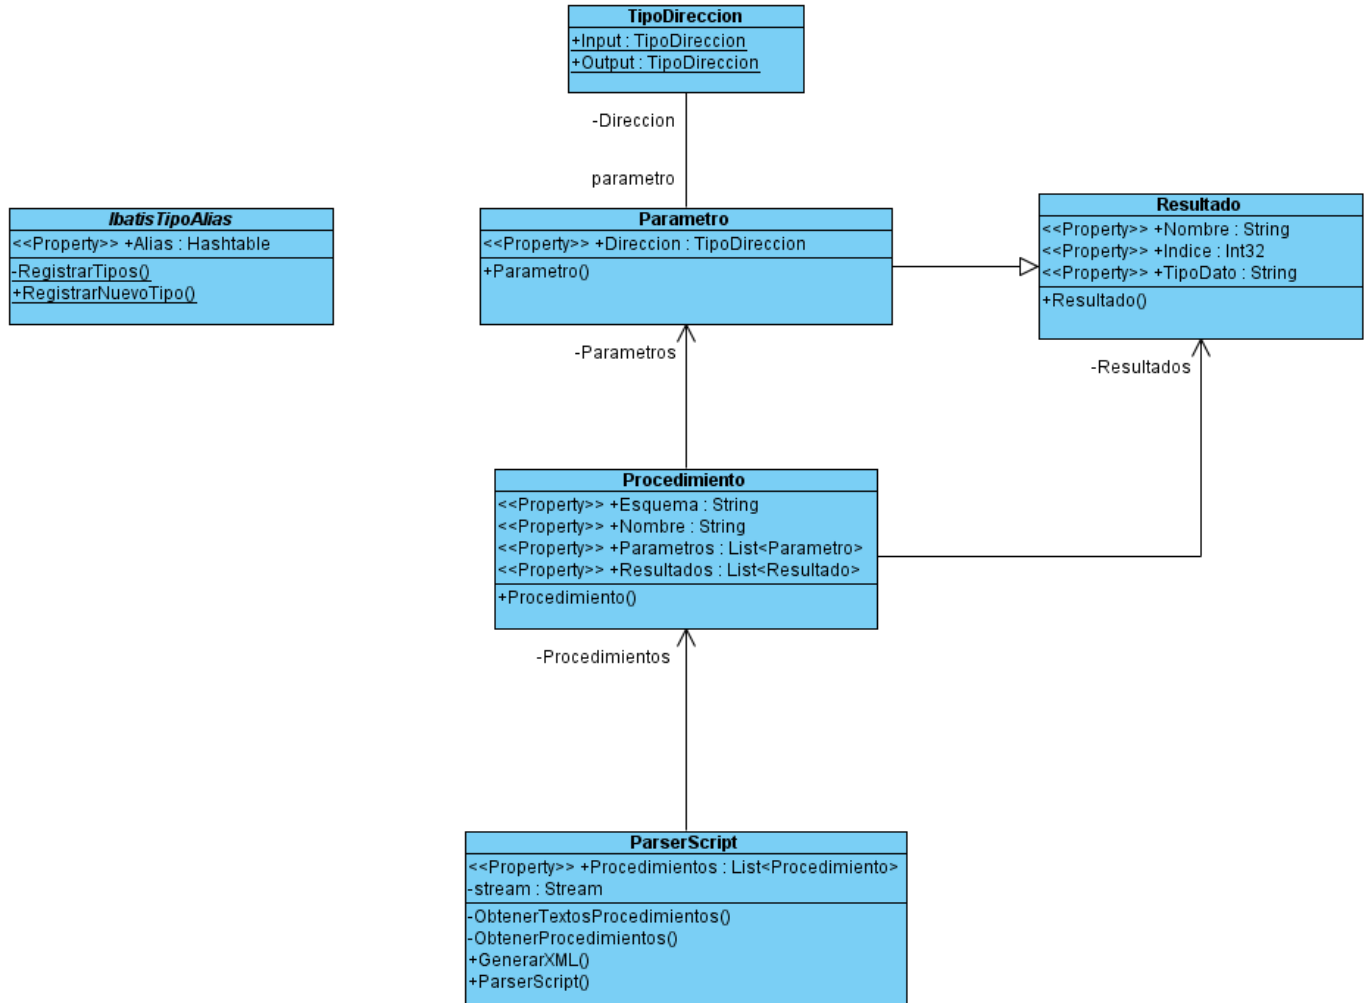 TipoDireccion
+Input : TipoDireccion
+Output : TipoDireccion
-Direccion
parametro
IbatisTipoAlias
<<Property>> +Alias : Hashtable
-RegistrarTipos()
+RegistrarNuevoTipo()
Parametro
<<Property>> +Direccion : TipoDireccion
+Parametro()
Resultado
<<Property>> +Nombre : String
<<Property>> +Indice : Int32
<<Property>> +TipoDato : String
+Resultado()
-Parametros
-Resultados
Procedimiento
<<Property>> +Esquema : String
<<Property>> +Nombre : String
<<Property>> +Parametros : List<Parametro>
<<Property>> +Resultados : List<Resultado>
+Procedimiento()
-Procedimientos
ParserScript
<<Property>> +Procedimientos : List<Procedimiento>
-stream : Stream
-ObtenerTextosProcedimientos()
-ObtenerProcedimientos()
+GenerarXML()
+ParserScript()